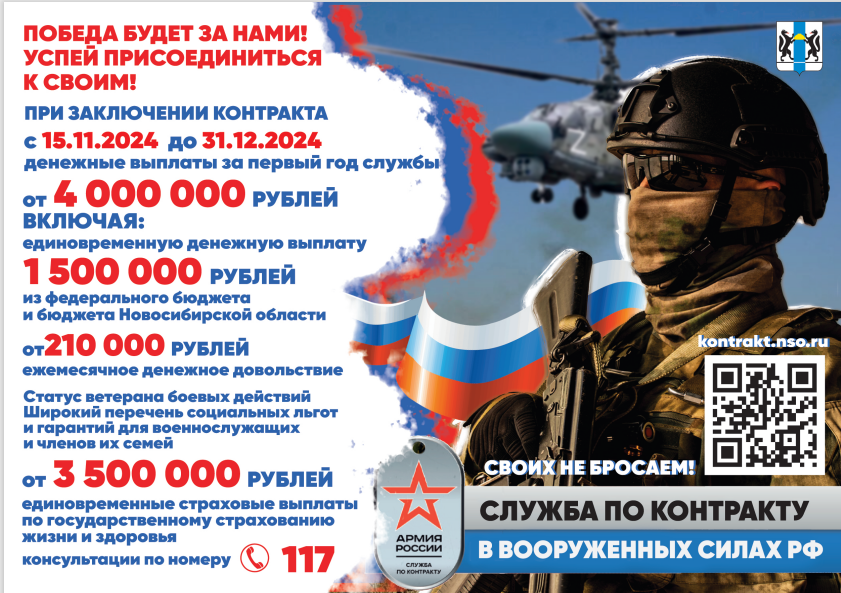 ПОБЕДА БУДЕТ ЗА НАМИ!
УСПЕЙ ПРИСОЕДИНИТЬСЯ
К СВОИМ!
ПРИ ЗАКЛЮЧЕНИИ КОНТРАКТА
с 15.11.2024 до 31.12.2024
денежные выплаты за первый год службы
от 4 000 000 РУБЛЕЙ
ВКЛЮЧАЯ:
единовременную денежную выплату
1 500 000 РУБЛЕЙ
из федерального бюджета
и бюджета Новосибирской области
от 210 000 РУБЛЕЙ
ежемесячное денежное довольствие
Статус ветерана боевых действий
Широкий перечень социальных льгот
и гарантий для военнослужащих
и членов их семей
от 3 500 000 РУБЛЕЙ
единовременные страховые выплаты
по государственному страхованию
жизни и здоровья
консультации по номеру 117
Z
kontrakt.nso.ru
СВОИХ НЕ БРОСАЕМ!
АРМИЯ
РОССИИ
СЛУЖБА
ПО КОНТРАКТУ
СЛУЖБА ПО КОНТРАКТУ
В ВООРУЖЕННЫХ СИЛАХ РФ